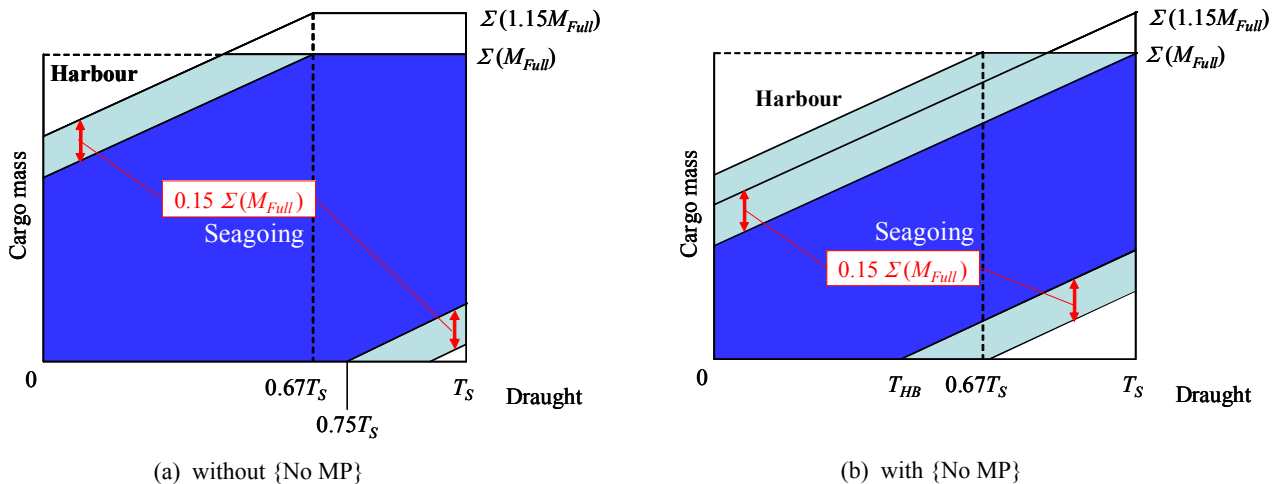 Σ(1.15M_Full)
Σ(M_Full)
Harbour
Cargo mass
0.15 Σ(M_Full)
Seagoing
0
0.67T_S
T_S
Draught
0.75T_S
(a) without {No MP}
Σ(1.15M_Full)
Σ(M_Full)
Harbour
Cargo mass
Seagoing
0.15 Σ(M_Full)
0
T_HB
0.67T_S
T_S
Draught
(b) with {No MP}